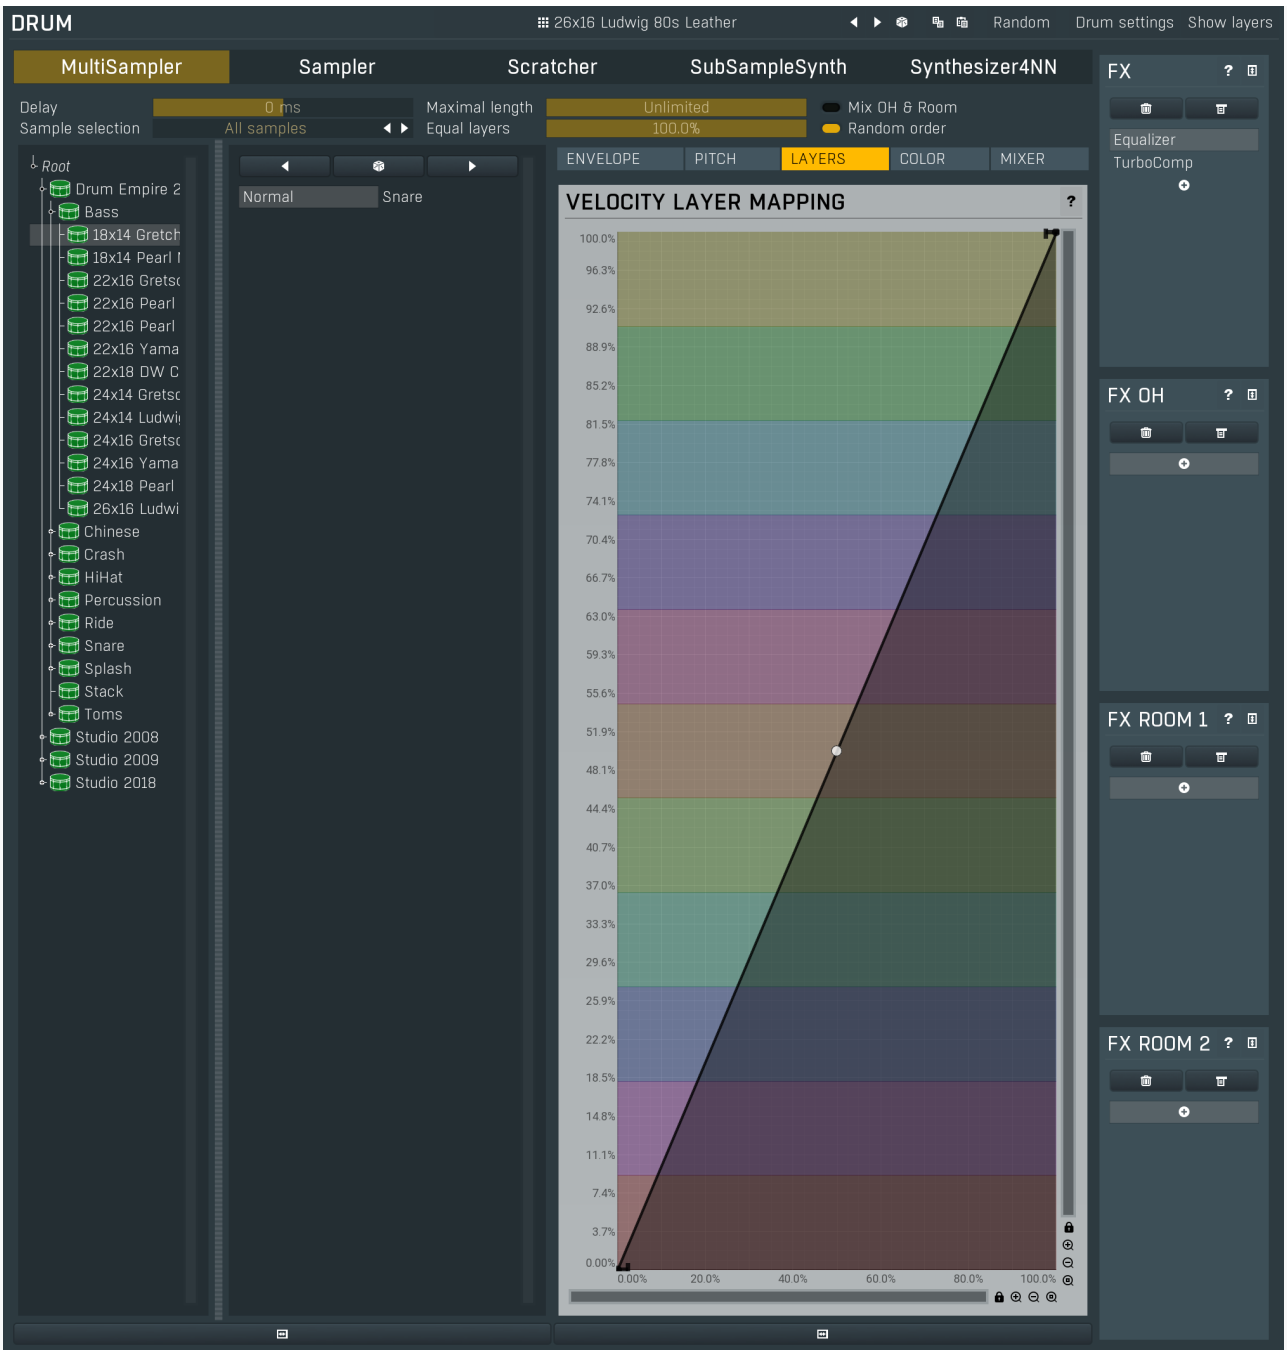 DRUM
26x16 Ludwig 80s Leather
Random
Drum settings
Show layers
MultiSampler
Sampler
Scratcher
SubSampleSynth
Synthesizer4NN
Delay
0 ms
Maximal length
Unlimited
Mix OH & Room
Sample selection
All samples
Equal layers
100.0%
Random order
Root
Drum Empire 2
Bass
18x14 Gretch
18x14 Pearl
22x16 Gretsc
22x16 Pearl
22x16 Pearl
22x16 Yama
22x18 DW C
24x14 Gretsc
24x14 Ludwi
24x16 Gretsc
24x16 Yama
24x18 Pearl
26x16 Ludwi
Chinese
Crash
HiHat
Percussion
Ride
Snare
Splash
Stack
Toms
Studio 2008
Studio 2009
Studio 2018
Normal
Snare
ENVELOPE
PITCH
LAYERS
COLOR
MIXER
VELOCITY LAYER MAPPING
?
100.0%
96.3%
92.6%
88.9%
85.2%
81.5%
77.8%
74.1%
70.4%
66.7%
63.0%
59.3%
55.6%
51.9%
48.1%
44.4%
40.7%
37.0%
33.3%
29.6%
25.9%
22.2%
18.5%
14.8%
11.1%
7.4%
3.7%
0.00%
0.00% 20.0% 40.0% 60.0% 80.0% 100.0%
FX ?
Equalizer
TurboComp
FX OH ?
FX ROOM 1 ?
FX ROOM 2 ?